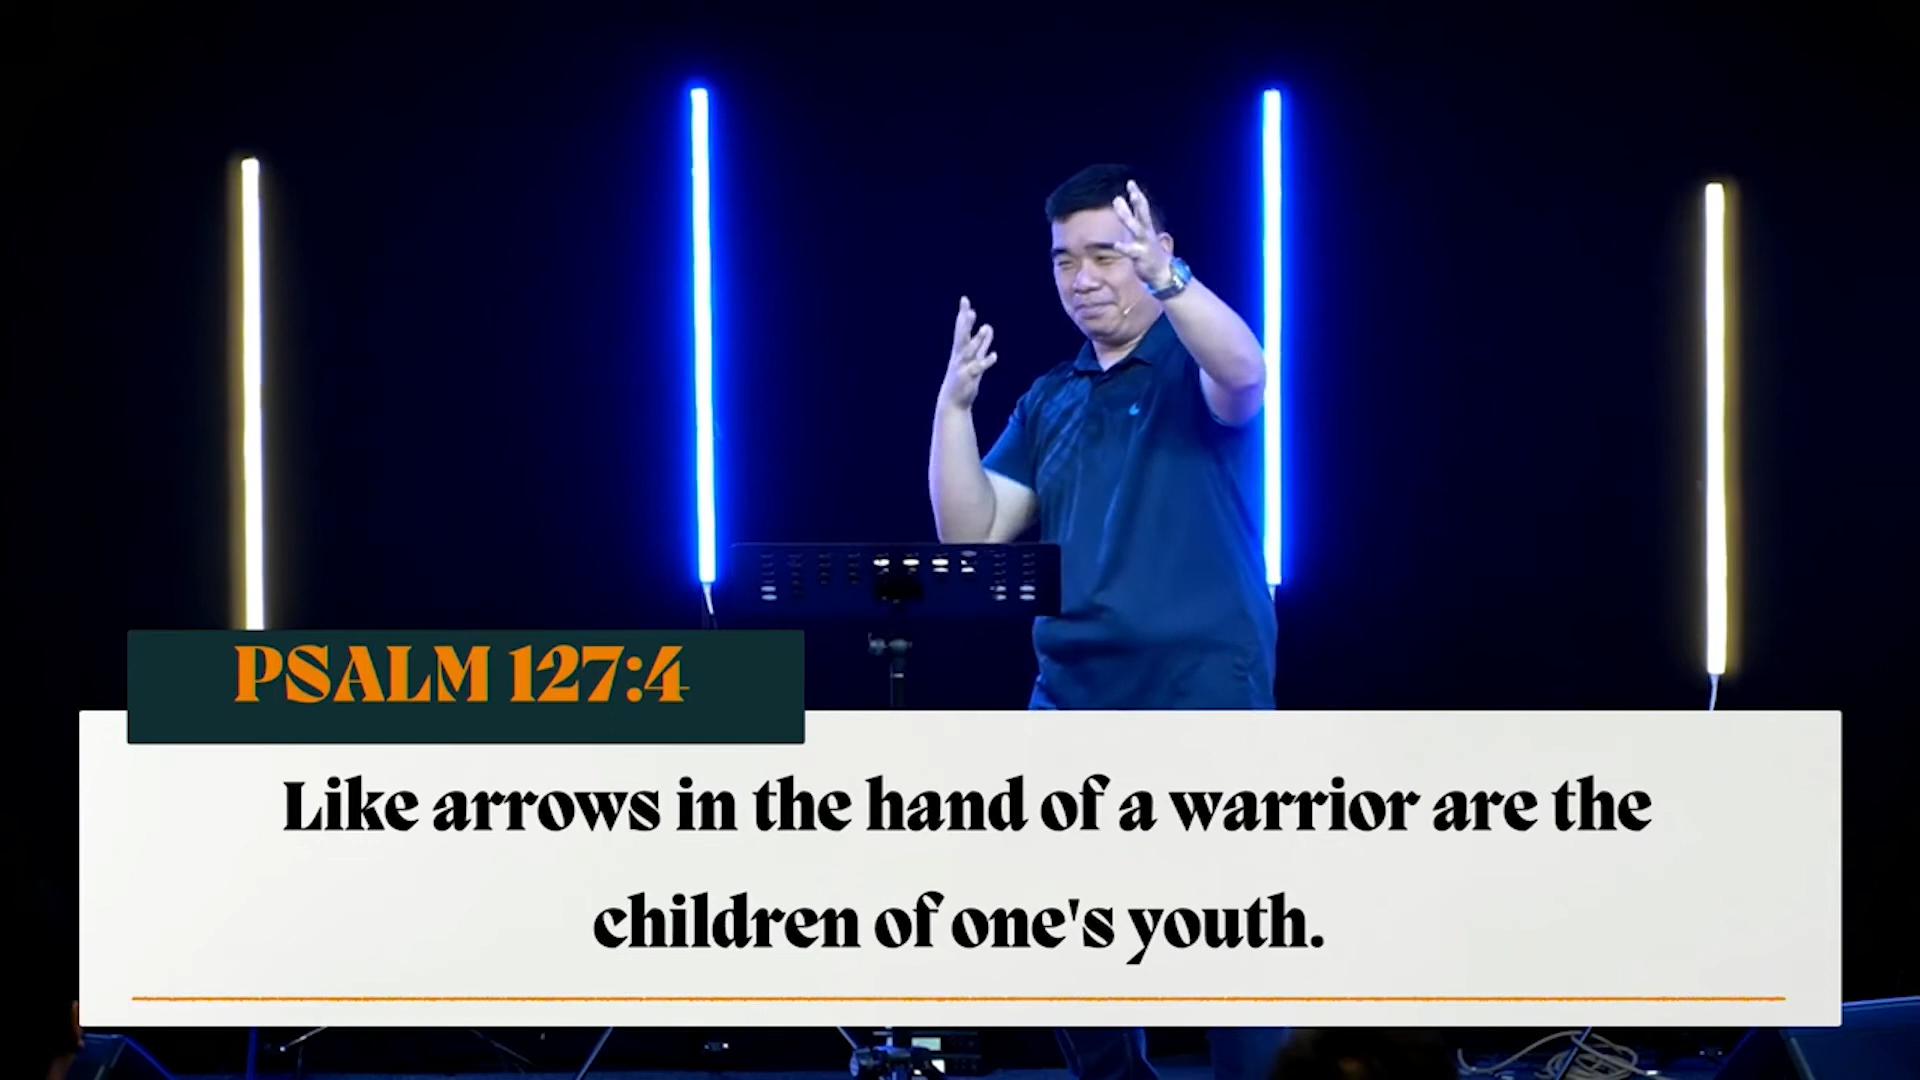 PSALM 127:4
Like arrows in the hand of a warrior are the
children of one's youth.